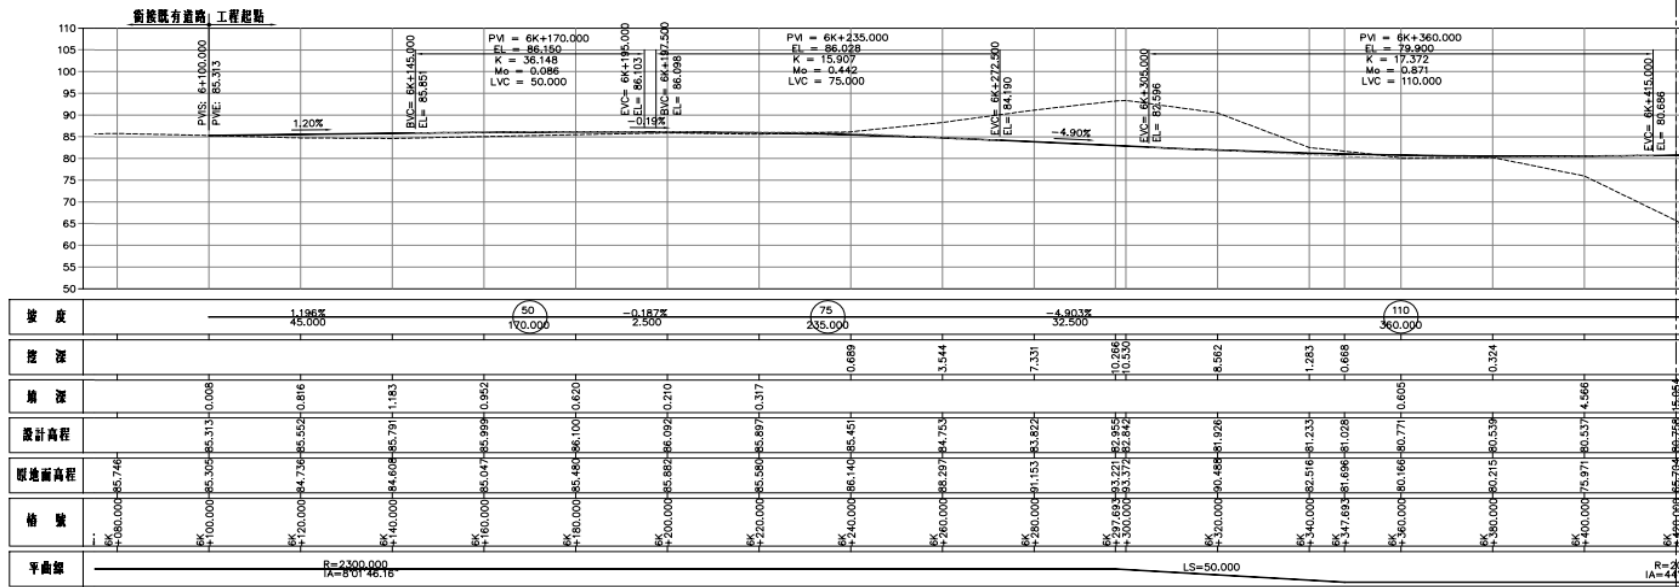 銜接既有道路 工程起點
110
105
100
95
90
85
80
75
70
65
60
55
50
PVIS: 6+100.000
PVIE: 85.313
1.20%
BVC= 6K+145.000
EL= 85.851
PVI = 6K+170.000
EL = 86.150
K = 36.148
Mo = 0.086
LVC = 50.000
EVC= 6K+195.000
EL= 86.103
BVC= 6K+197.500
EL= 86.098
-0.19%
PVI = 6K+235.000
EL = 86.028
K = 15.907
Mo = 0.442
LVC = 75.000
EVC= 6K+272.500
EL=84.190
-4.90%
EVC= 6K+305.000
EL= 82.596
PVI = 6K+360.000
EL = 79.900
K = 17.372
Mo = 0.871
LVC = 110.000
EVC= 6K+415.000
EL= 80.686
坡度
1.196%
45.000
50
170.000
-0.187%
2.500
75
235.000
-4.903%
32.500
110
360.000
挖深
0.689
3.544
7.331
10.266
10.530
8.562
1.283
0.668
0.324
填深
0.008
0.816
1.183
0.952
0.620
0.210
0.317
0.605
4.566
15.054
設計高程
85.313
85.552
85.791
85.999
86.100
86.092
85.897
85.451
84.753
83.822
82.955
82.842
81.926
81.233
81.028
80.771
80.539
80.537
80.758
原地面高程
85.746
85.305
84.736
84.608
85.047
85.480
85.882
85.580
86.140
88.297
91.153
93.221
93.372
90.488
82.516
81.696
80.166
80.215
75.971
65.704
樁號
6K +080.000
6K +100.000
6K +120.000
6K +140.000
6K +160.000
6K +180.000
6K +200.000
6K +220.000
6K +240.000
6K +260.000
6K +280.000
6K +297.693
6K +300.000
6K +320.000
6K +340.000
6K +347.693
6K +360.000
6K +380.000
6K +400.000
6K +420.000
平曲線
R=2300.000
IA=8°01'46.16"
LS=50.000